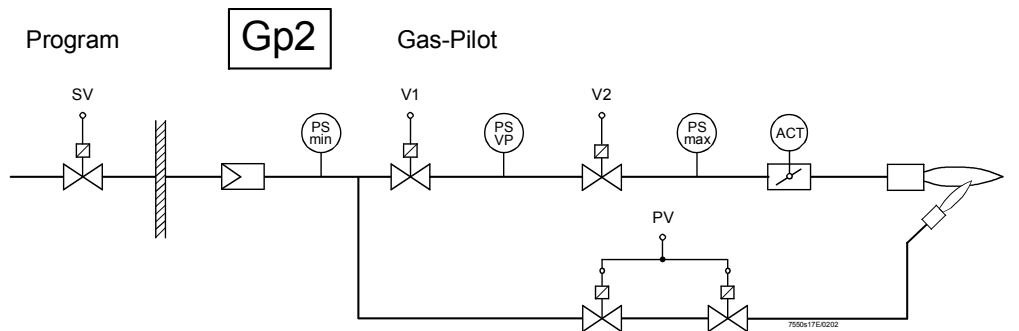 Program Gp2 Gas-Pilot
SV V1 V2
PS min PS VP PS max ACT
PV
7550s17E/0202